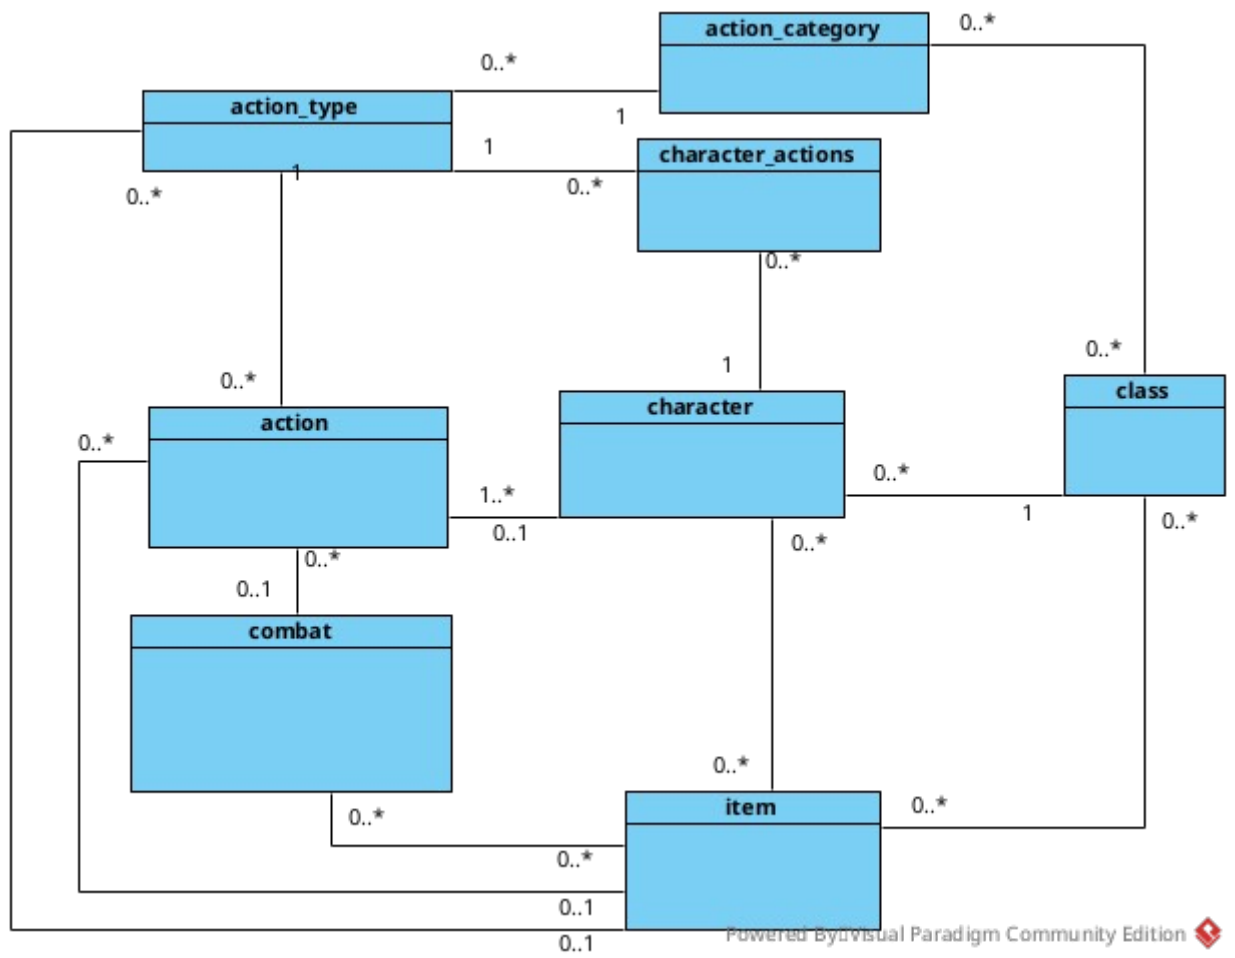 action_category
0..*
0..*
action_type
1
character_actions
1
1
0..*
0..*
0..*
1
0..*
0..*
class
character
action
0..*
0..*
1..*
1
0..*
0..1
0..*
0..*
0..1
combat
0..*
item
0..*
0..*
0..*
0..1
Powered By▯Visual Paradigm Community Edition
0..1